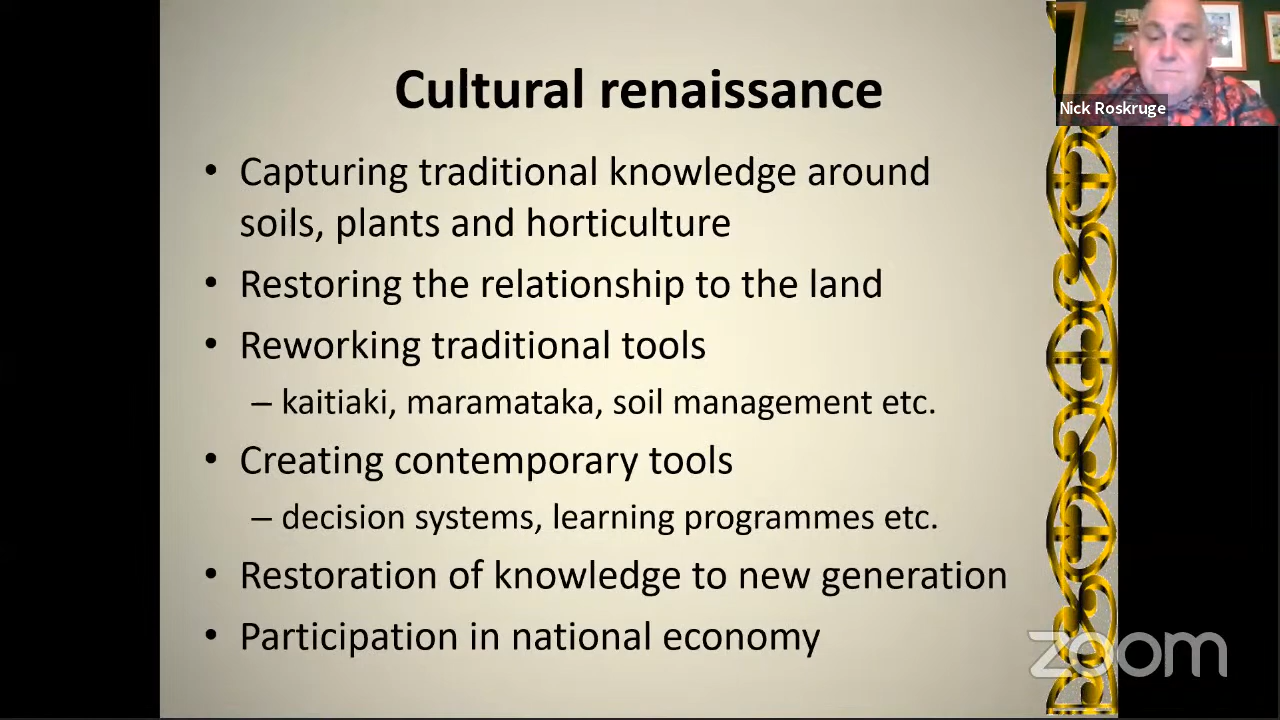 Cultural renaissance
Nick Roskruge
• Capturing traditional knowledge around
soils, plants and horticulture
• Restoring the relationship to the land
• Reworking traditional tools
– kaitiaki, maramataka, soil management etc.
• Creating contemporary tools
– decision systems, learning programmes etc.
• Restoration of knowledge to new generation
• Participation in national economy
zoom